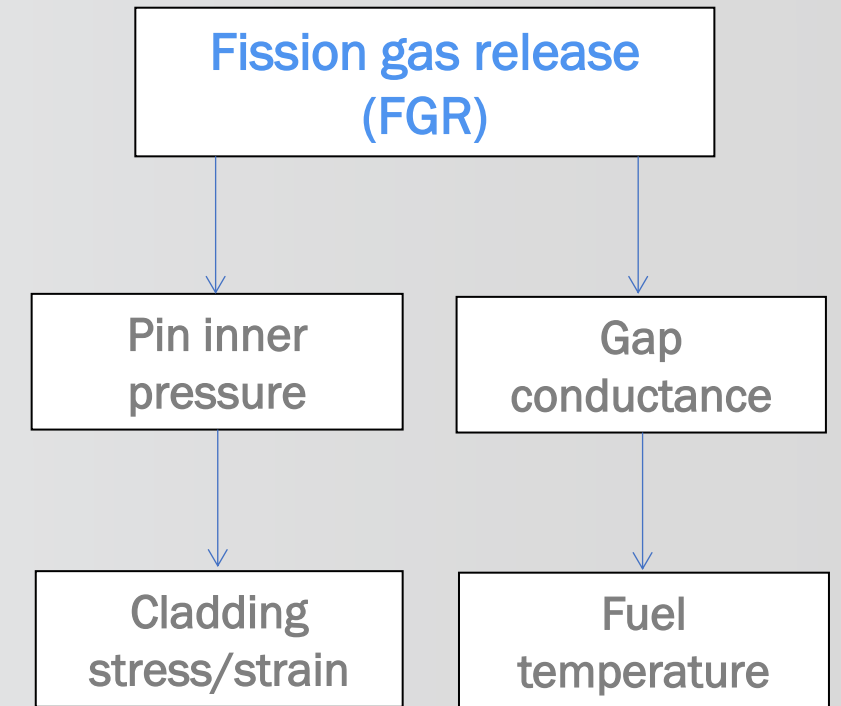 Fission gas release
(FGR)
Pin inner
pressure
Gap
conductance
Cladding
stress/strain
Fuel
temperature